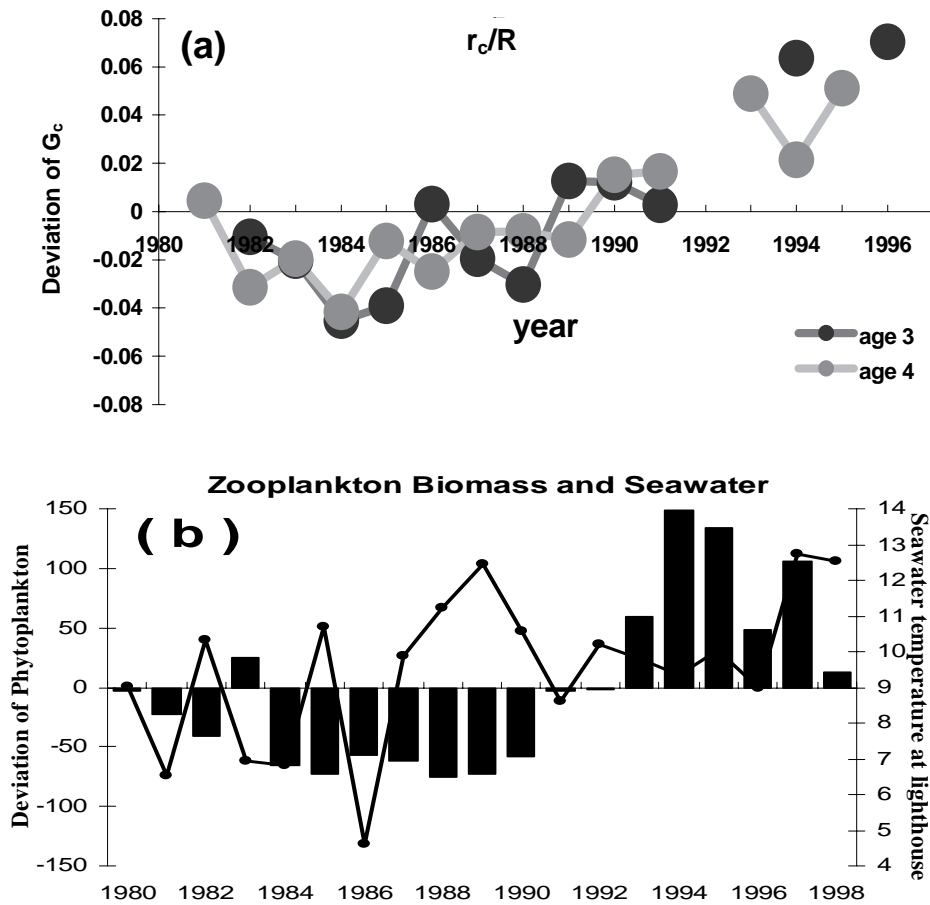 (a)
r_c/R
0.08
0.06
0.04
0.02
0
-0.02
-0.04
-0.06
-0.08
Deviation of G_c
1980 1982 1984 1986 1988 1990 1992 1994 1996
year
age 3
age 4
Zooplankton Biomass and Seawater
( b )
150
100
50
0
-50
-100
-150
Deviation of Phytoplankton
14
13
12
11
10
9
8
7
6
5
4
Seawater temperature at lighthouse
1980 1982 1984 1986 1988 1990 1992 1994 1996 1998